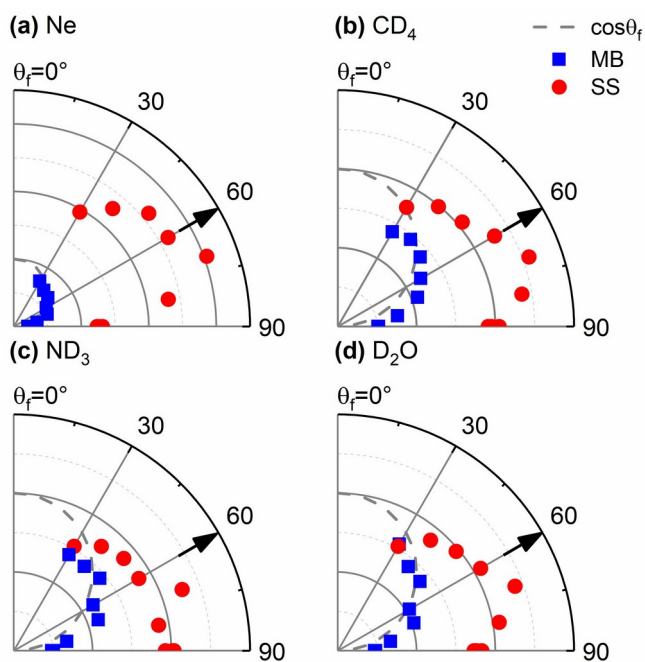 (a) Ne
θf=0°
30
60
90
(b) CD4
cosθf
MB
SS
θf=0°
30
60
90
(c) ND3
θf=0°
30
60
90
(d) D2O
θf=0°
30
60
90